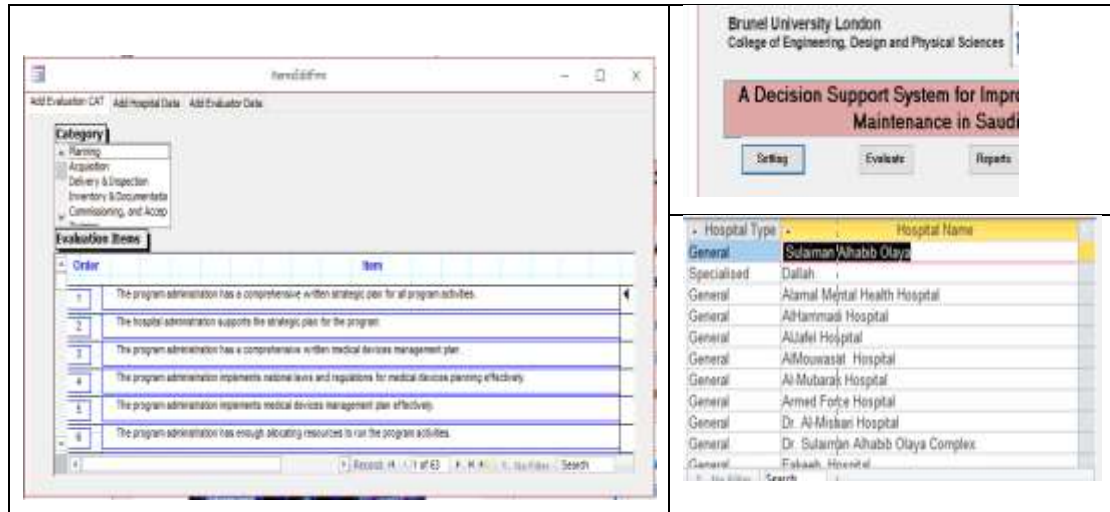 ItemsEditFrm
Add Evaluation CAT Add Hospital Data Add Evaluator Data
Category
Planning
Acquisition
Delivery & Inspection
Inventory & Documentatio
Commissioning, and Accep
Evaluation Items
Order Item
1 The program administration has a comprehensive written strategic plan for all program activities.
2 The hospital administration supports the strategic plan for the program.
3 The program administration has a comprehensive written medical devices management plan.
4 The program administration implements national laws and regulations for medical devices planning effectively.
5 The program administration implements medical devices management plan effectively.
6 The program administration has enough allocating resources to run the program activities.
Record: 1 of 63 No Filter Search
Brunel University London
College of Engineering, Design and Physical Sciences
A Decision Support System for Impro
Maintenance in Saudi
Setting Evaluate Reports
Hospital Type Hospital Name
General Sulaiman Alhabib Olaya
Specialised Dallah
General Alamal Mental Health Hospital
General AlHammadi Hospital
General AlJafel Hospital
General AlMouwasat Hospital
General Al-Mubarak Hospital
General Armed Force Hospital
General Dr. Al-Mishari Hospital
General Dr. Sulaiman Alhabib Olaya Complex
General Hospital
No Filter Search